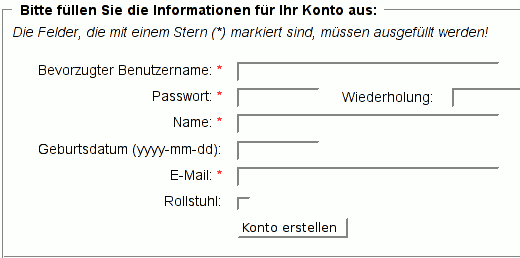 Bitte füllen Sie die Informationen für Ihr Konto aus:
Die Felder, die mit einem Stern (*) markiert sind, müssen ausgefüllt werden!
Bevorzugter Benutzername: *
Passwort: * Wiederholung:
Name: *
Geburtsdatum (yyyy-mm-dd):
E-Mail: *
Rollstuhl:
Konto erstellen